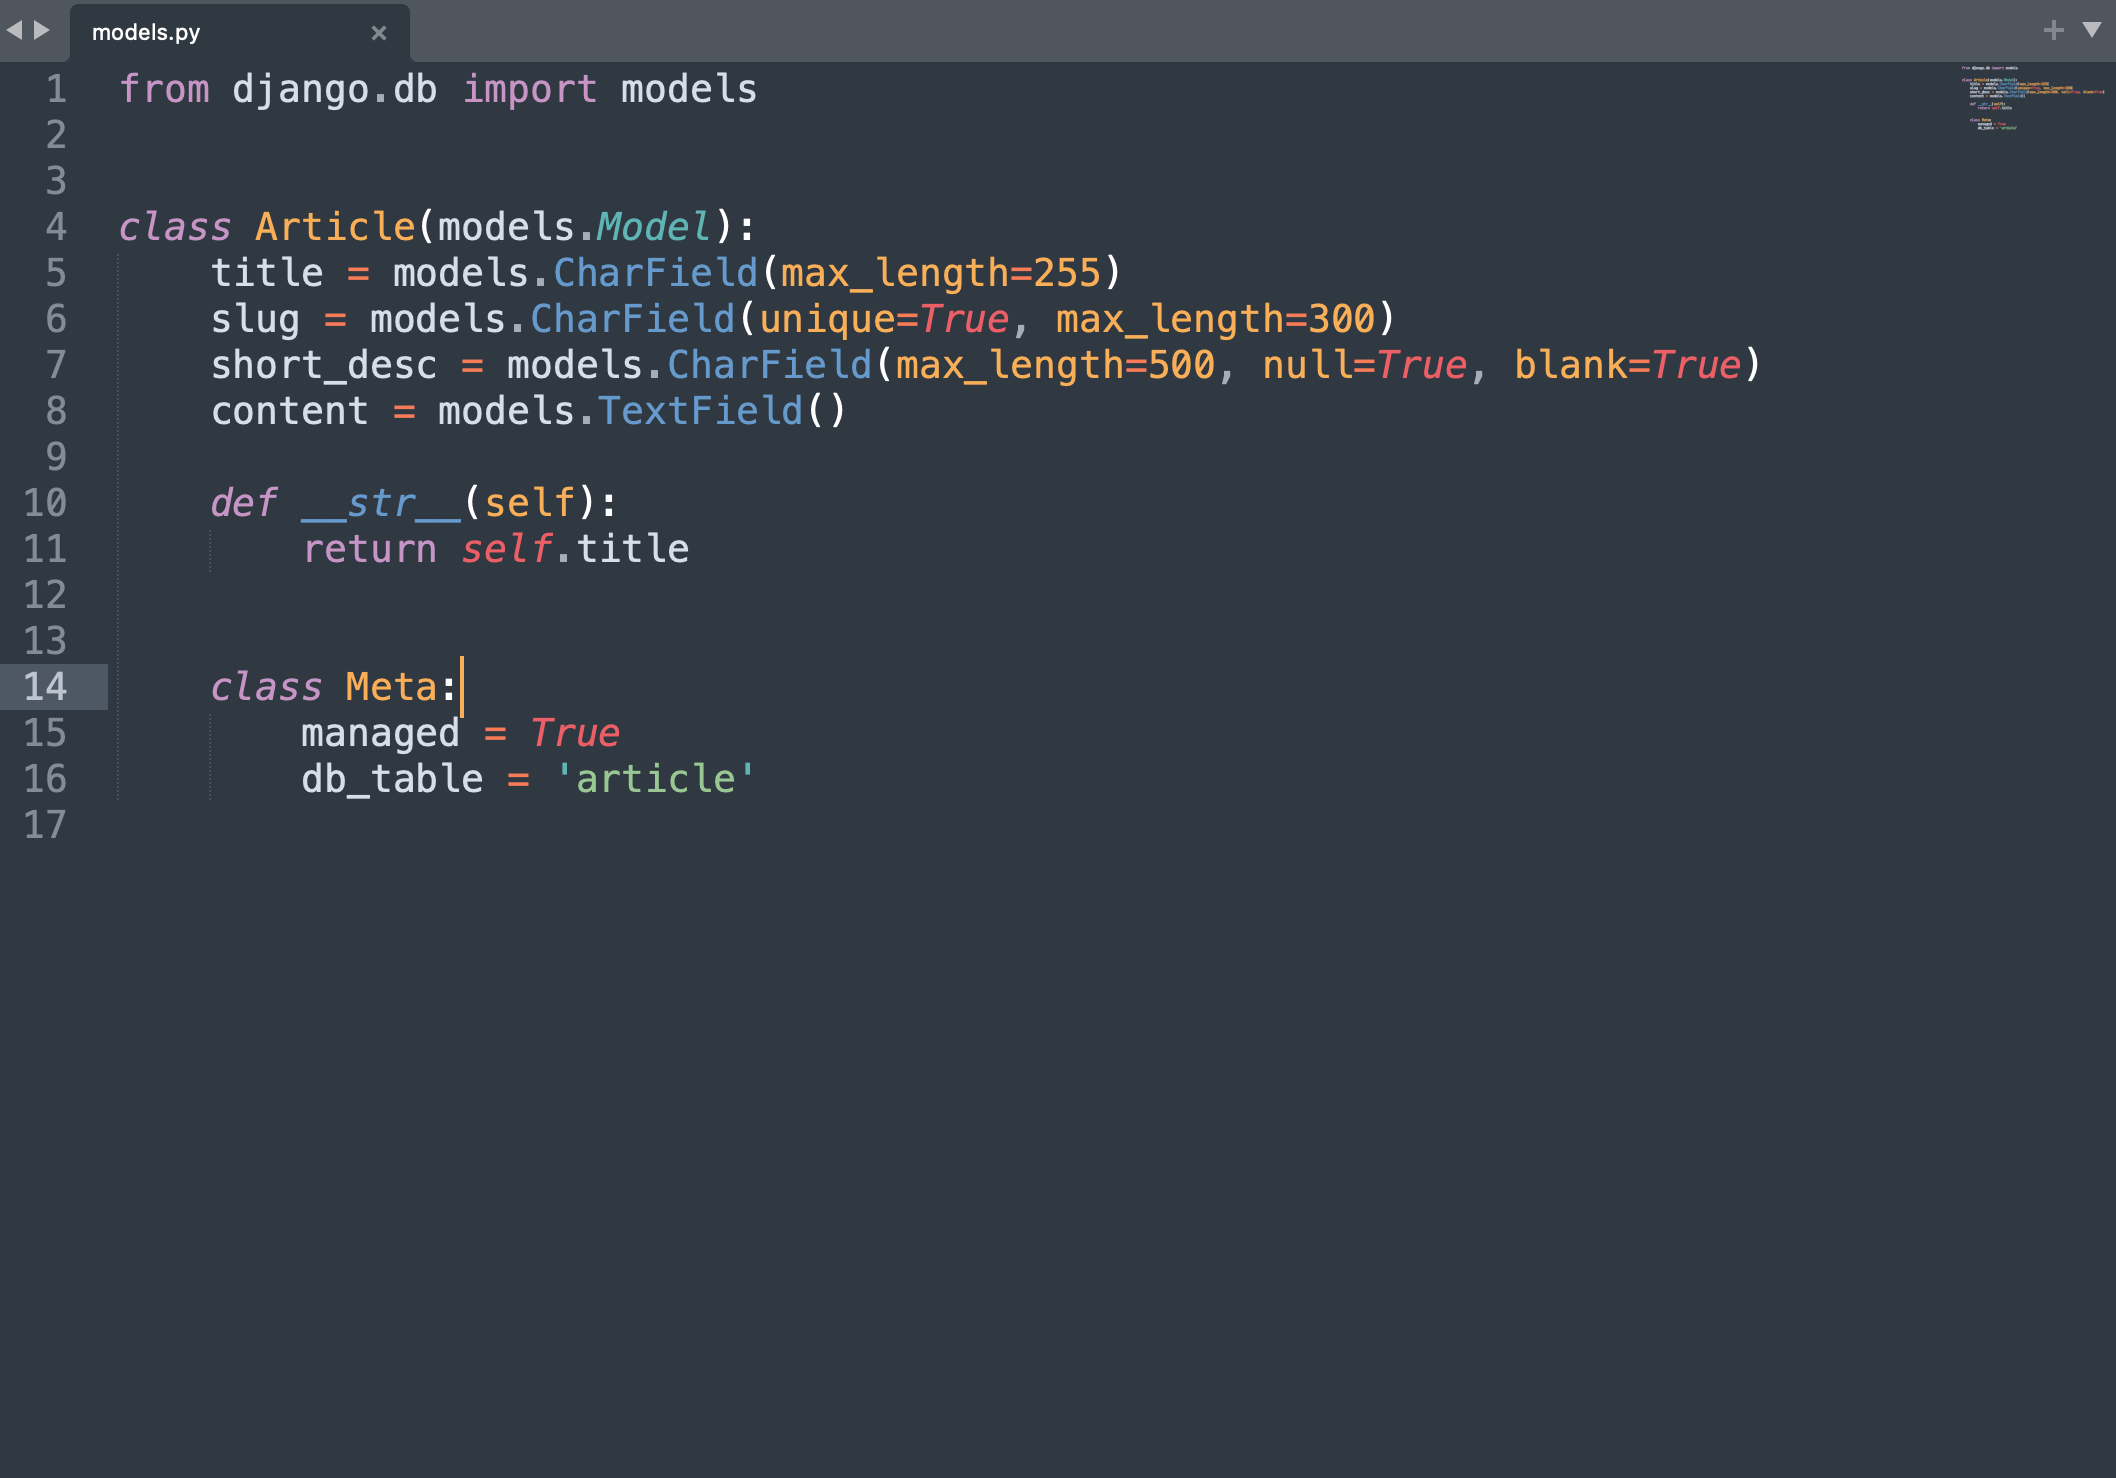 models.py
1 from django.db import models
2
3
4 class Article(models.Model):
5     title = models.CharField(max_length=255)
6     slug = models.CharField(unique=True, max_length=300)
7     short_desc = models.CharField(max_length=500, null=True, blank=True)
8     content = models.TextField()
9
10     def __str__(self):
11         return self.title
12
13
14     class Meta:
15         managed = True
16         db_table = 'article'
17